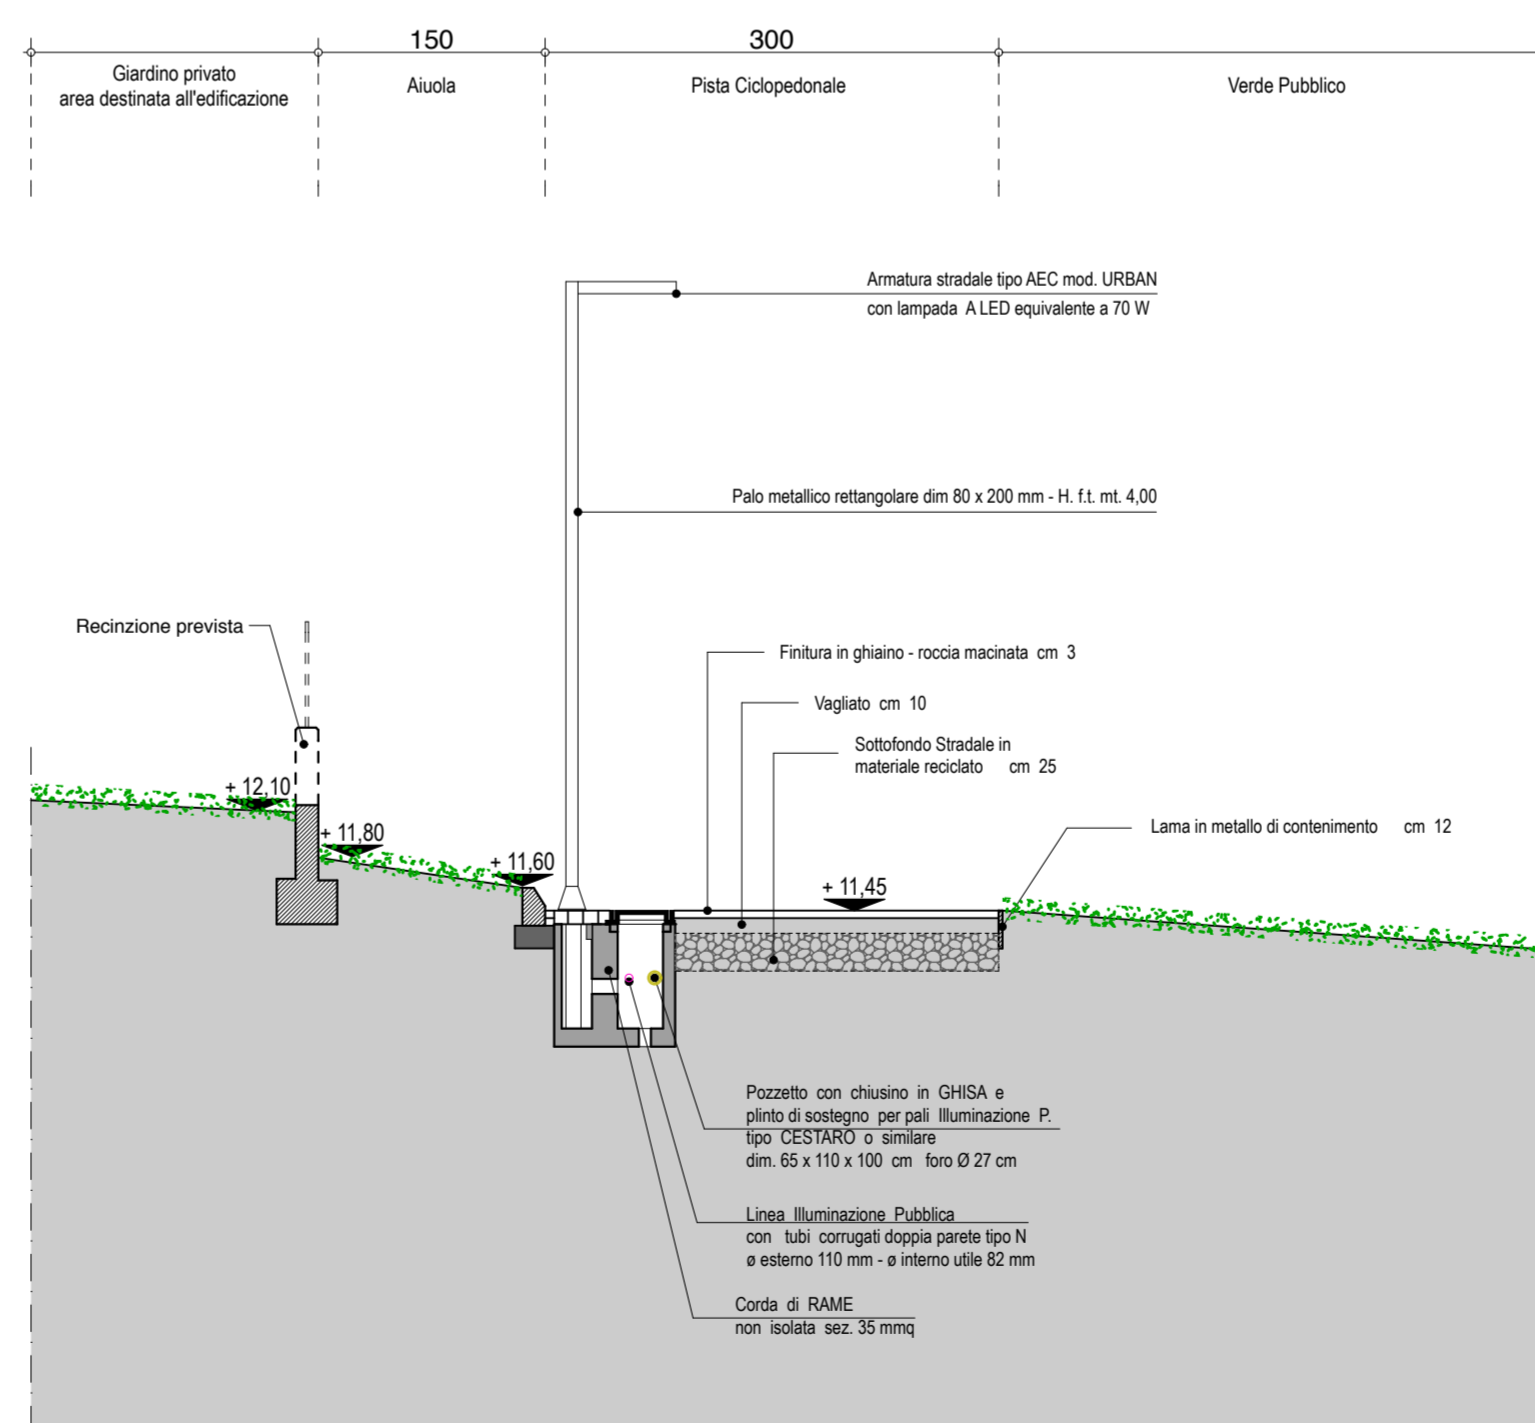 150
300
Giardino privato
area destinata all'edificazione
Aiuola
Pista Ciclopedonale
Verde Pubblico
Armatura stradale tipo AEC mod. URBAN
con lampada A LED equivalente a 70 W
Palo metallico rettangolare dim 80 x 200 mm - H. f.t. mt. 4,00
Recinzione prevista
Finitura in ghiaino - roccia macinata cm 3
Vagliato cm 10
Sottofondo Stradale in
materiale reciclato cm 25
+ 12,10
+ 11,80
+ 11,60
+ 11,45
Lama in metallo di contenimento cm 12
Pozzetto con chiusino in GHISA e
plinto di sostegno per pali Illuminazione P.
tipo CESTARO o similare
dim. 65 x 110 x 100 cm foro Ø 27 cm
Linea Illuminazione Pubblica
con tubi corrugati doppia parete tipo N
ø esterno 110 mm - ø interno utile 82 mm
Corda di RAME
non isolata sez. 35 mmq